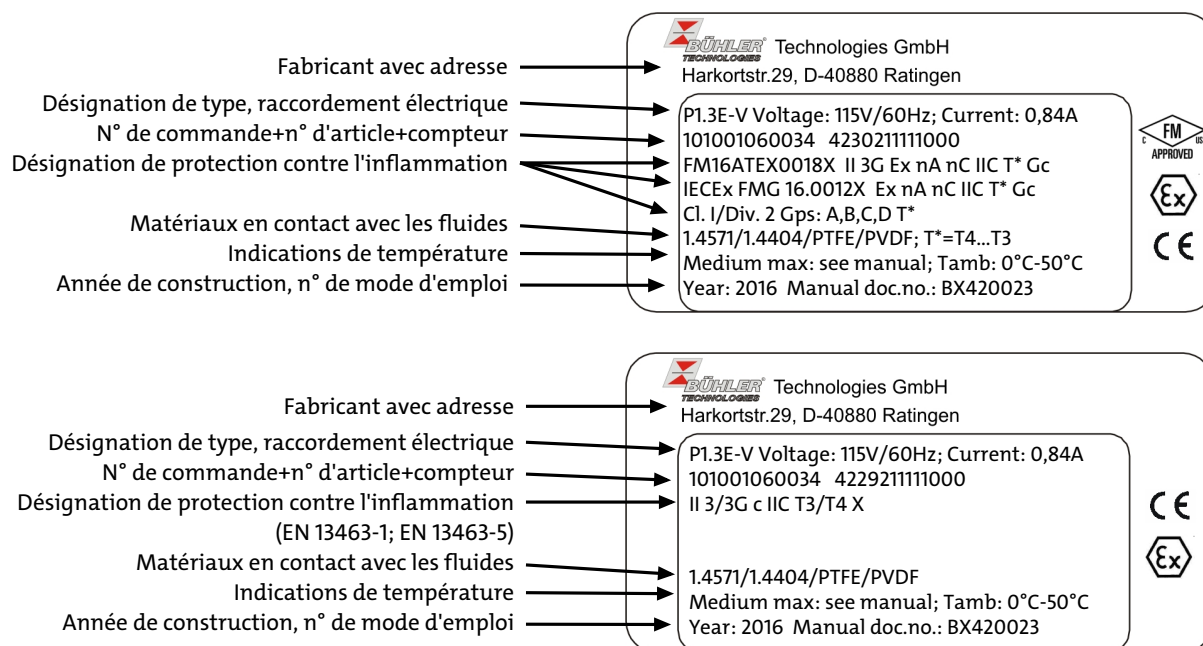 BÜHLER® Technologies GmbH
TECHNOLOGIES
Fabricant avec adresse
Harkortstr.29, D-40880 Ratingen
Désignation de type, raccordement électrique
P1.3E-V Voltage: 115V/60Hz; Current: 0,84A
N° de commande+n° d'article+compteur
101001060034 4230211111000
Désignation de protection contre l'inflammation
FM16ATEX0018X II 3G Ex nA nC IIC T* Gc
IECEx FMG 16.0012X Ex nA nC IIC T* Gc
Cl. I/Div. 2 Gps: A,B,C,D T*
Matériaux en contact avec les fluides
1.4571/1.4404/PTFE/PVDF; T*=T4...T3
Indications de température
Medium max: see manual; Tamb: 0°C-50°C
Année de construction, n° de mode d'emploi
Year: 2016 Manual doc.no.: BX420023
C FM US
APPROVED
Ex
CE
BÜHLER® Technologies GmbH
TECHNOLOGIES
Fabricant avec adresse
Harkortstr.29, D-40880 Ratingen
Désignation de type, raccordement électrique
P1.3E-V Voltage: 115V/60Hz; Current: 0,84A
N° de commande+n° d'article+compteur
101001060034 4229211111000
Désignation de protection contre l'inflammation
(EN 13463-1; EN 13463-5)
II 3/3G c IIC T3/T4 X
Matériaux en contact avec les fluides
1.4571/1.4404/PTFE/PVDF
Indications de température
Medium max: see manual; Tamb: 0°C-50°C
Année de construction, n° de mode d'emploi
Year: 2016 Manual doc.no.: BX420023
CE
Ex